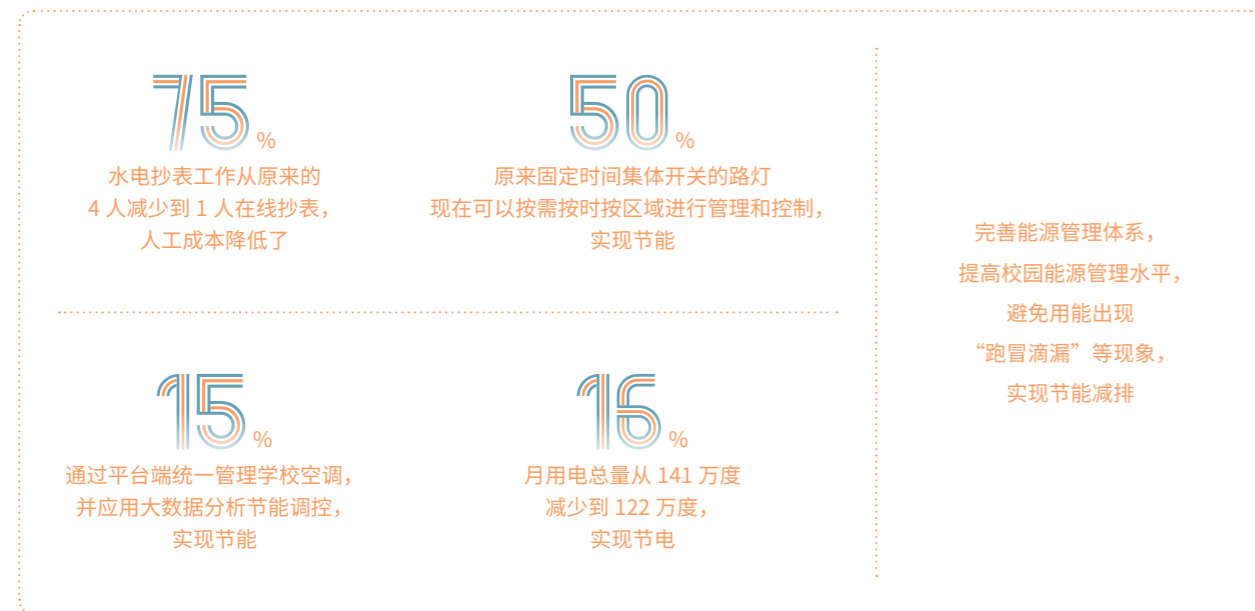 75%
水电抄表工作从原来的
4 人减少到 1 人在线抄表，
人工成本降低了
50%
原来固定时间集体开关的路灯
现在可以按需按时按区域进行管理和控制，
实现节能
15%
通过平台端统一管理学校空调，
并应用大数据分析节能调控，
实现节能
16%
月用电总量从 141 万度
减少到 122 万度，
实现节电
完善能源管理体系，
提高校园能源管理水平，
避免用能出现
“跑冒滴漏”等现象，
实现节能减排